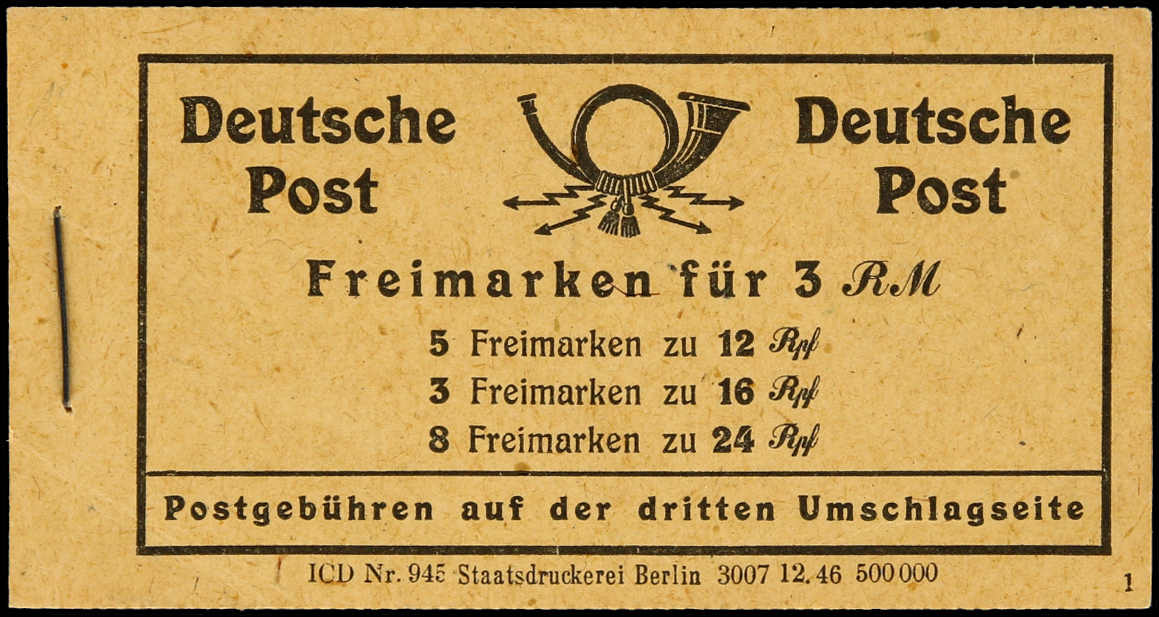 Deutsche Post
Deutsche Post
Freimarken für 3 RM
5 Freimarken zu 12 Rpf
3 Freimarken zu 16 Rpf
8 Freimarken zu 24 Rpf
Postgebühren auf der dritten Umschlagseite
ICD Nr. 945 Staatsdruckerei Berlin 3007 12.46 500000
1